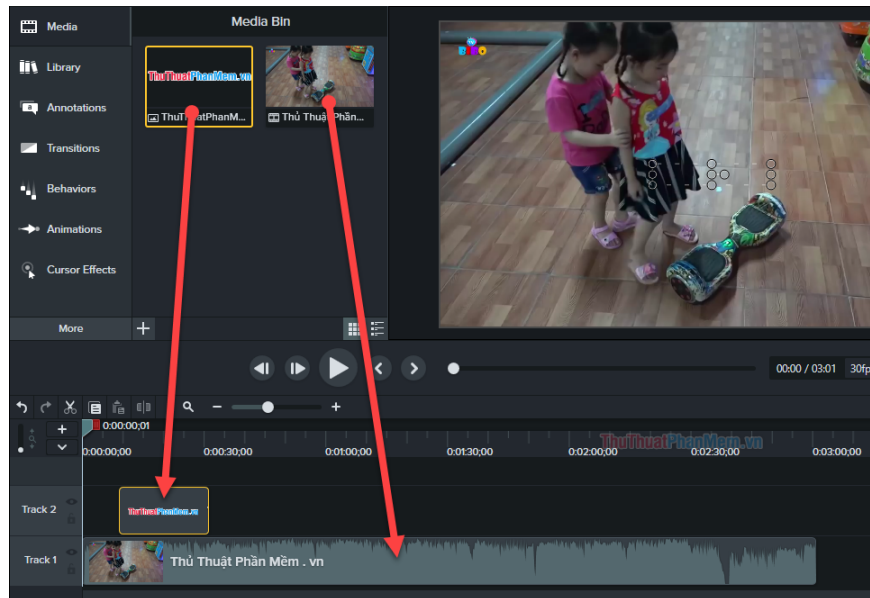 Media
Library
Annotations
Transitions
Behaviors
Animations
Cursor Effects
More
Media Bin
ThuThuatPhanMem.vn
ThuThuatPhanM...
Thủ Thuật Phần...
00:00 / 03:01 30fp
0:00:00;01
0:00:00;00 0:00:30;00 0:01:00;00 0:01:30;00 0:02:00;00 0:02:30;00 0:03:00;00
ThuThuatPhanMem.vn
Track 2
ThuThuatPhanMem.vn
Track 1
Thủ Thuật Phần Mềm . vn